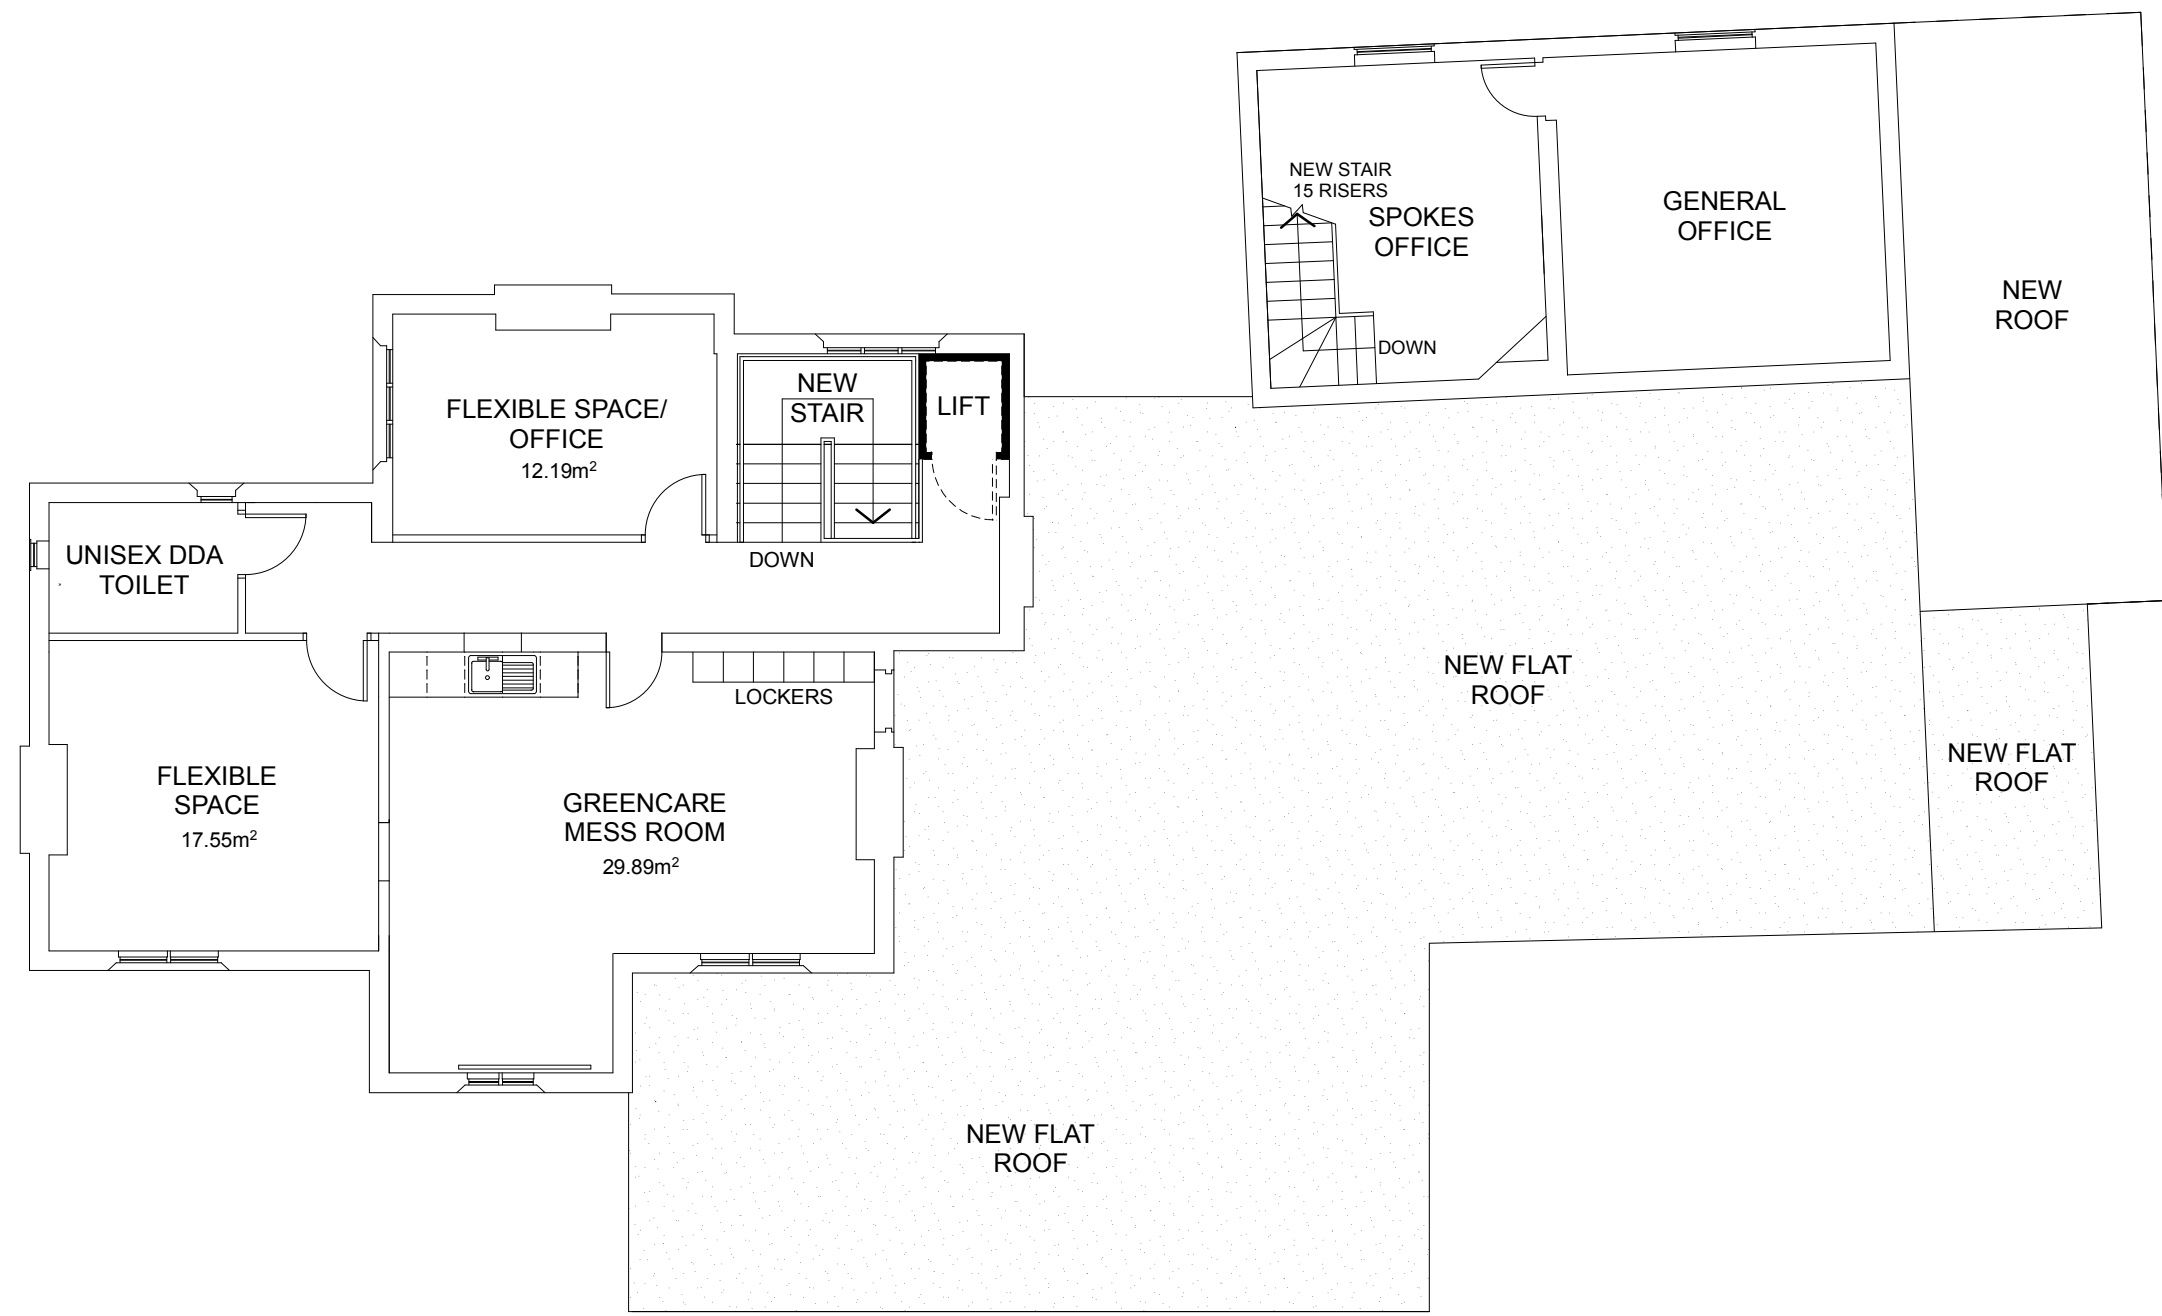 NEW STAIR
15 RISERS
SPOKES
OFFICE
DOWN
GENERAL
OFFICE
NEW
ROOF
FLEXIBLE SPACE/
OFFICE
12.19m²
NEW
STAIR
DOWN
LIFT
UNISEX DDA
TOILET
LOCKERS
FLEXIBLE
SPACE
17.55m²
GREENCARE
MESS ROOM
29.89m²
NEW FLAT
ROOF
NEW FLAT
ROOF
NEW FLAT
ROOF